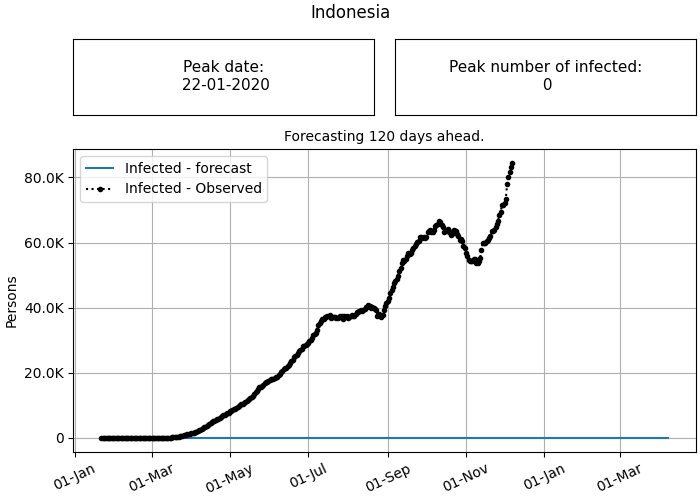 Indonesia
Peak date:
22-01-2020
Peak number of infected:
0
Forecasting 120 days ahead.
Infected - forecast
Infected - Observed
80.0K
60.0K
40.0K
20.0K
0
Persons
01-Jan
01-Mar
01-May
01-Jul
01-Sep
01-Nov
01-Jan
01-Mar